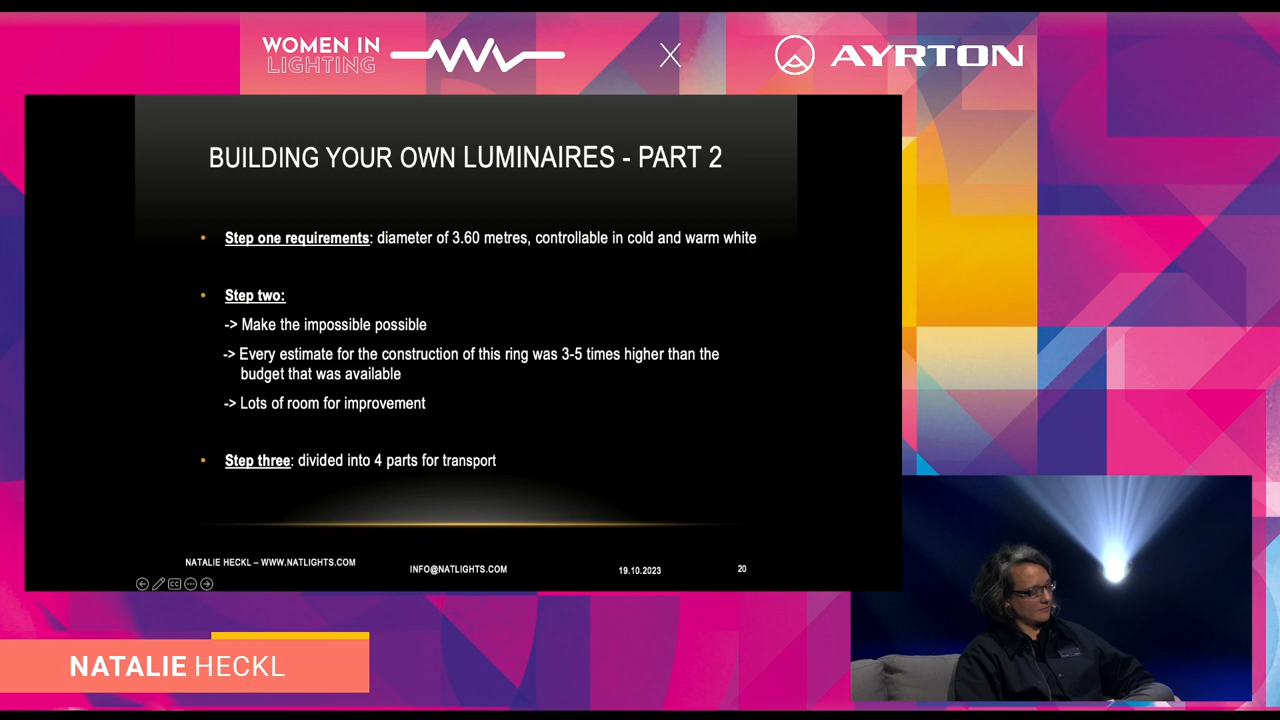 WOMEN IN
LIGHTING
X
AYRTON
BUILDING YOUR OWN LUMINAIRES - PART 2
• Step one requirements: diameter of 3.60 metres, controllable in cold and warm white
• Step two:
-> Make the impossible possible
-> Every estimate for the construction of this ring was 3-5 times higher than the
budget that was available
-> Lots of room for improvement
• Step three: divided into 4 parts for transport
NATALIE HECKL – WWW.NATLIGHTS.COM
INFO@NATLIGHTS.COM
19.10.2023
20
CC
NATALIE HECKL